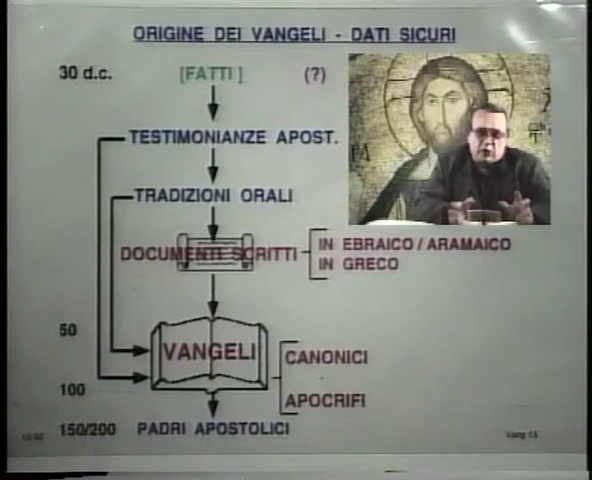 ORIGINE DEI VANGELI - DATI SICURI
30 d.c. [FATTI] (?)
TESTIMONIANZE APOST.
TRADIZIONI ORALI
DOCUMENTI SCRITTI
IN EBRAICO / ARAMAICO
IN GRECO
50
VANGELI
CANONICI
100
APOCRIFI
150/200 PADRI APOSTOLICI
Vang 13